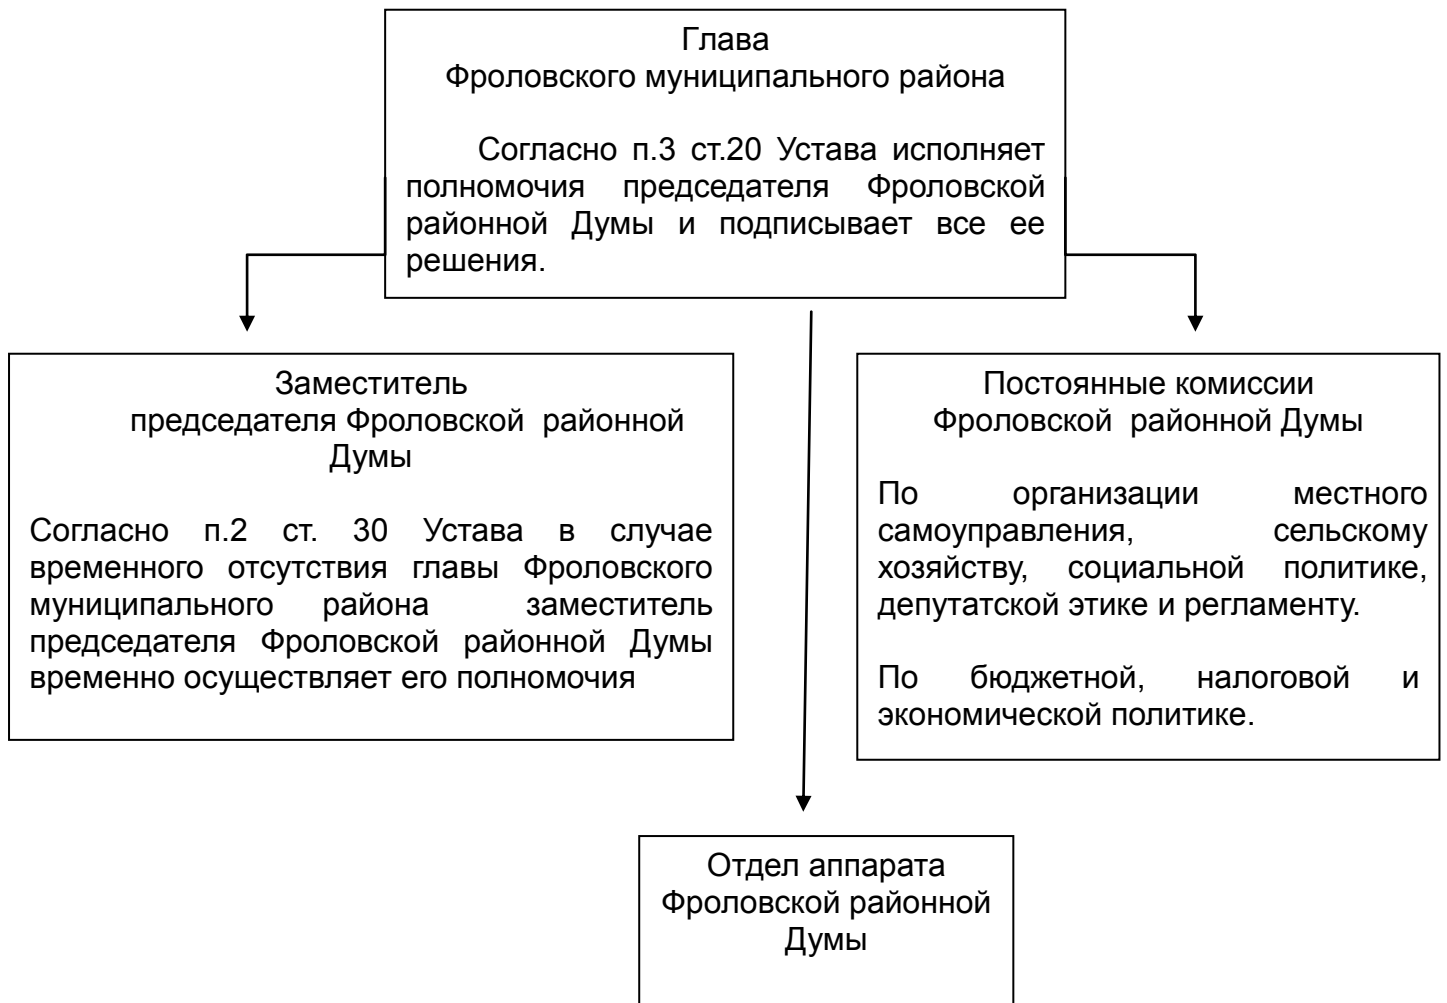 Глава
Фроловского муниципального района
Согласно п.3 ст.20 Устава исполняет
полномочия председателя Фроловской
районной Думы и подписывает все ее
решения.
Заместитель
председателя Фроловской районной
Думы
Согласно п.2 ст. 30 Устава в случае
временного отсутствия главы Фроловского
муниципального района заместитель
председателя Фроловской районной Думы
временно осуществляет его полномочия
Постоянные комиссии
Фроловской районной Думы
По организации местного
самоуправления, сельскому
хозяйству, социальной политике,
депутатской этике и регламенту.
По бюджетной, налоговой и
экономической политике.
Отдел аппарата
Фроловской районной
Думы